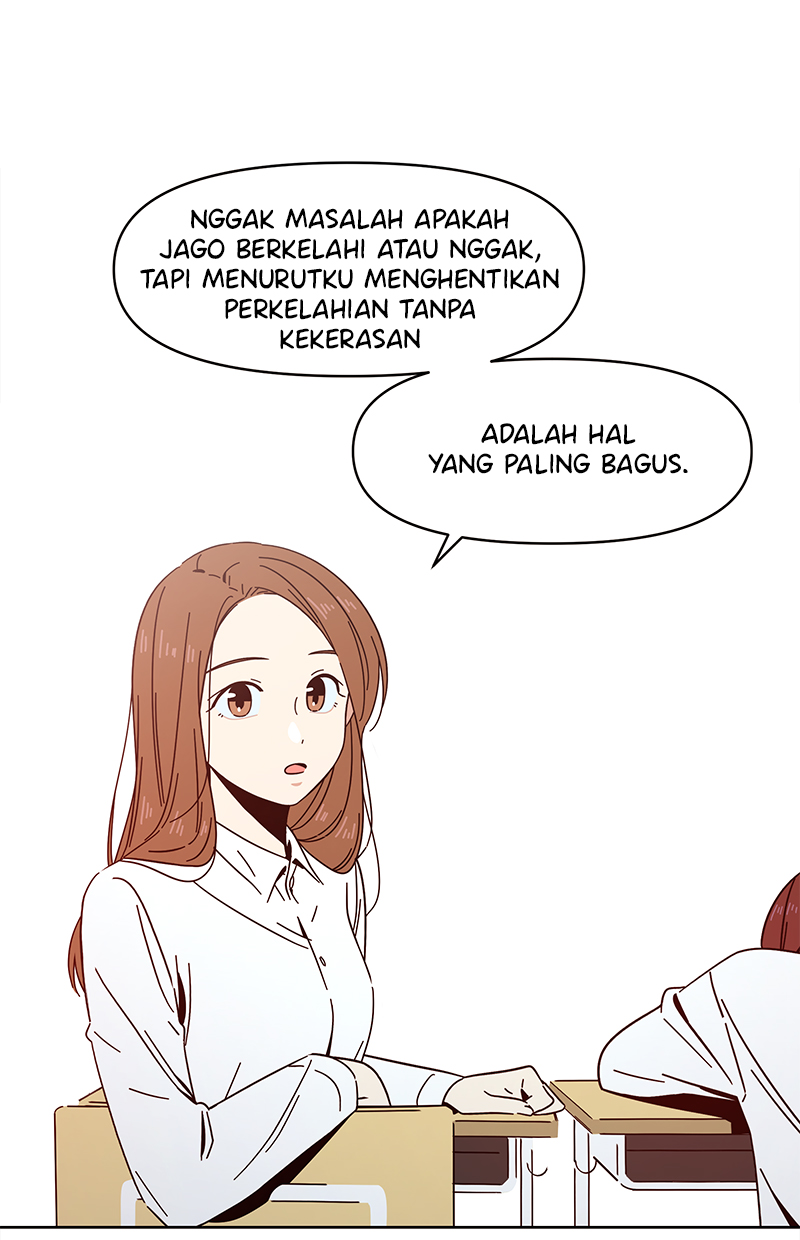 NGGAK MASALAH APAKAH
JAGO BERKELAHI ATAU NGGAK,
TAPI MENURUTKU MENGHENTIKAN
PERKELAHIAN TANPA
KEKERASAN
ADALAH HAL
YANG PALING BAGUS.